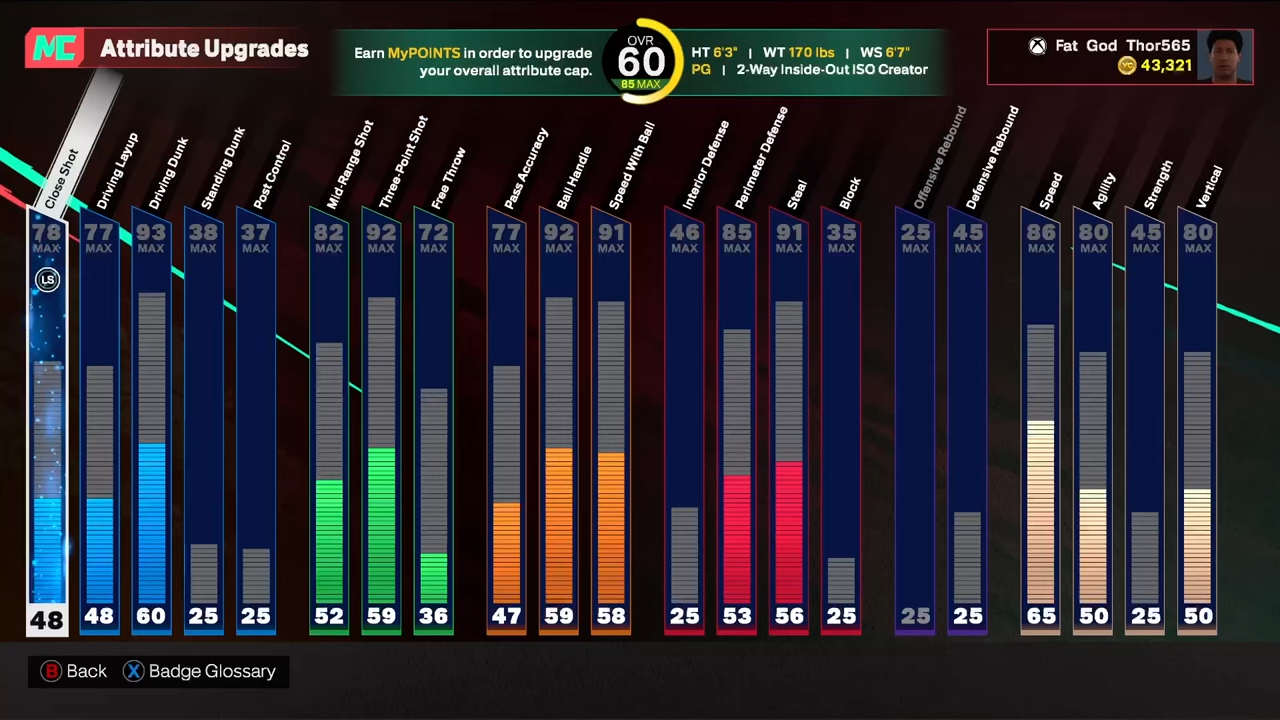 MC Attribute Upgrades
Earn MyPOINTS in order to upgrade
your overall attribute cap.
OVR
60
85 MAX
HT 6'3" | WT 170 lbs | WS 6'7"
PG | 2-Way Inside-Out ISO Creator
Fat God Thor565
VC 43,321
Close Shot
Driving Layup
Driving Dunk
Standing Dunk
Post Control
Mid-Range Shot
Three-Point Shot
Free Throw
Pass Accuracy
Ball Handle
Speed With Ball
Interior Defense
Perimeter Defense
Steal
Block
Offensive Rebound
Defensive Rebound
Speed
Agility
Strength
Vertical
78 77 93 38 37 82 92 72 77 92 91 46 85 91 35 25 45 86 80 45 80
MAX MAX MAX MAX MAX MAX MAX MAX MAX MAX MAX MAX MAX MAX MAX MAX MAX MAX MAX MAX MAX
LS
48 48 60 25 25 52 59 36 47 59 58 25 53 56 25 25 25 65 50 25 50
B Back X Badge Glossary